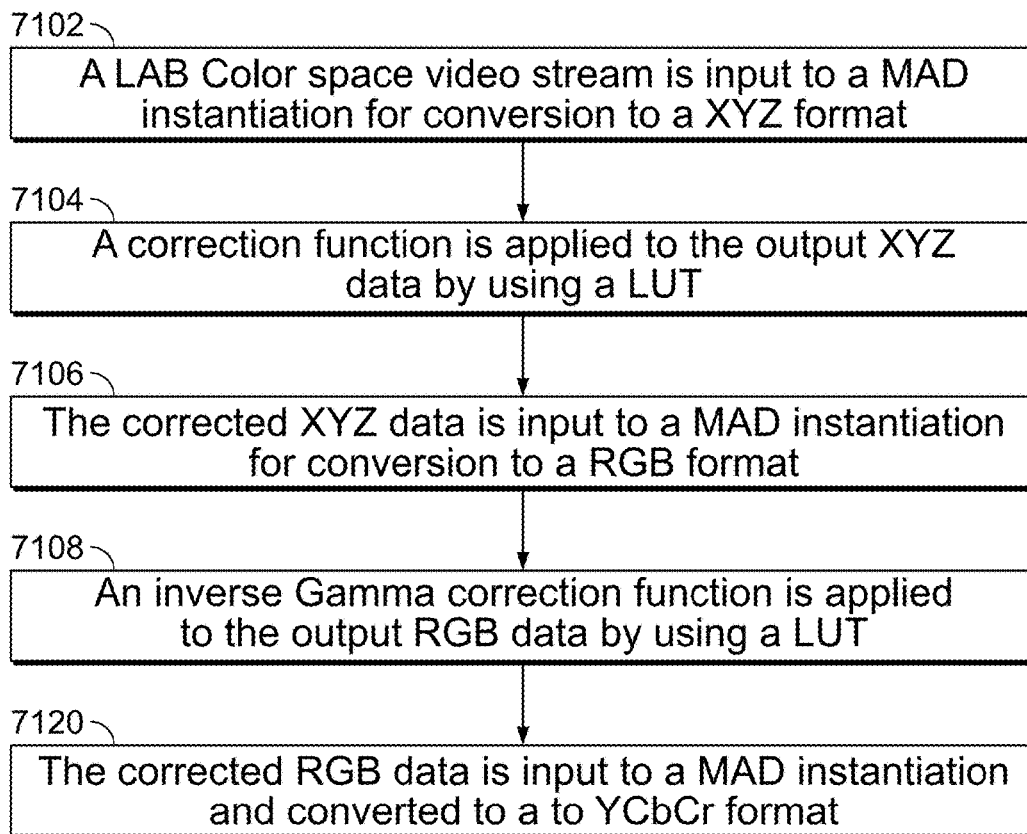 7102
A LAB Color space video stream is input to a MAD
instantiation for conversion to a XYZ format
7104
A correction function is applied to the output XYZ
data by using a LUT
7106
The corrected XYZ data is input to a MAD instantiation
for conversion to a RGB format
7108
An inverse Gamma correction function is applied
to the output RGB data by using a LUT
7120
The corrected RGB data is input to a MAD instantiation
and converted to a to YCbCr format